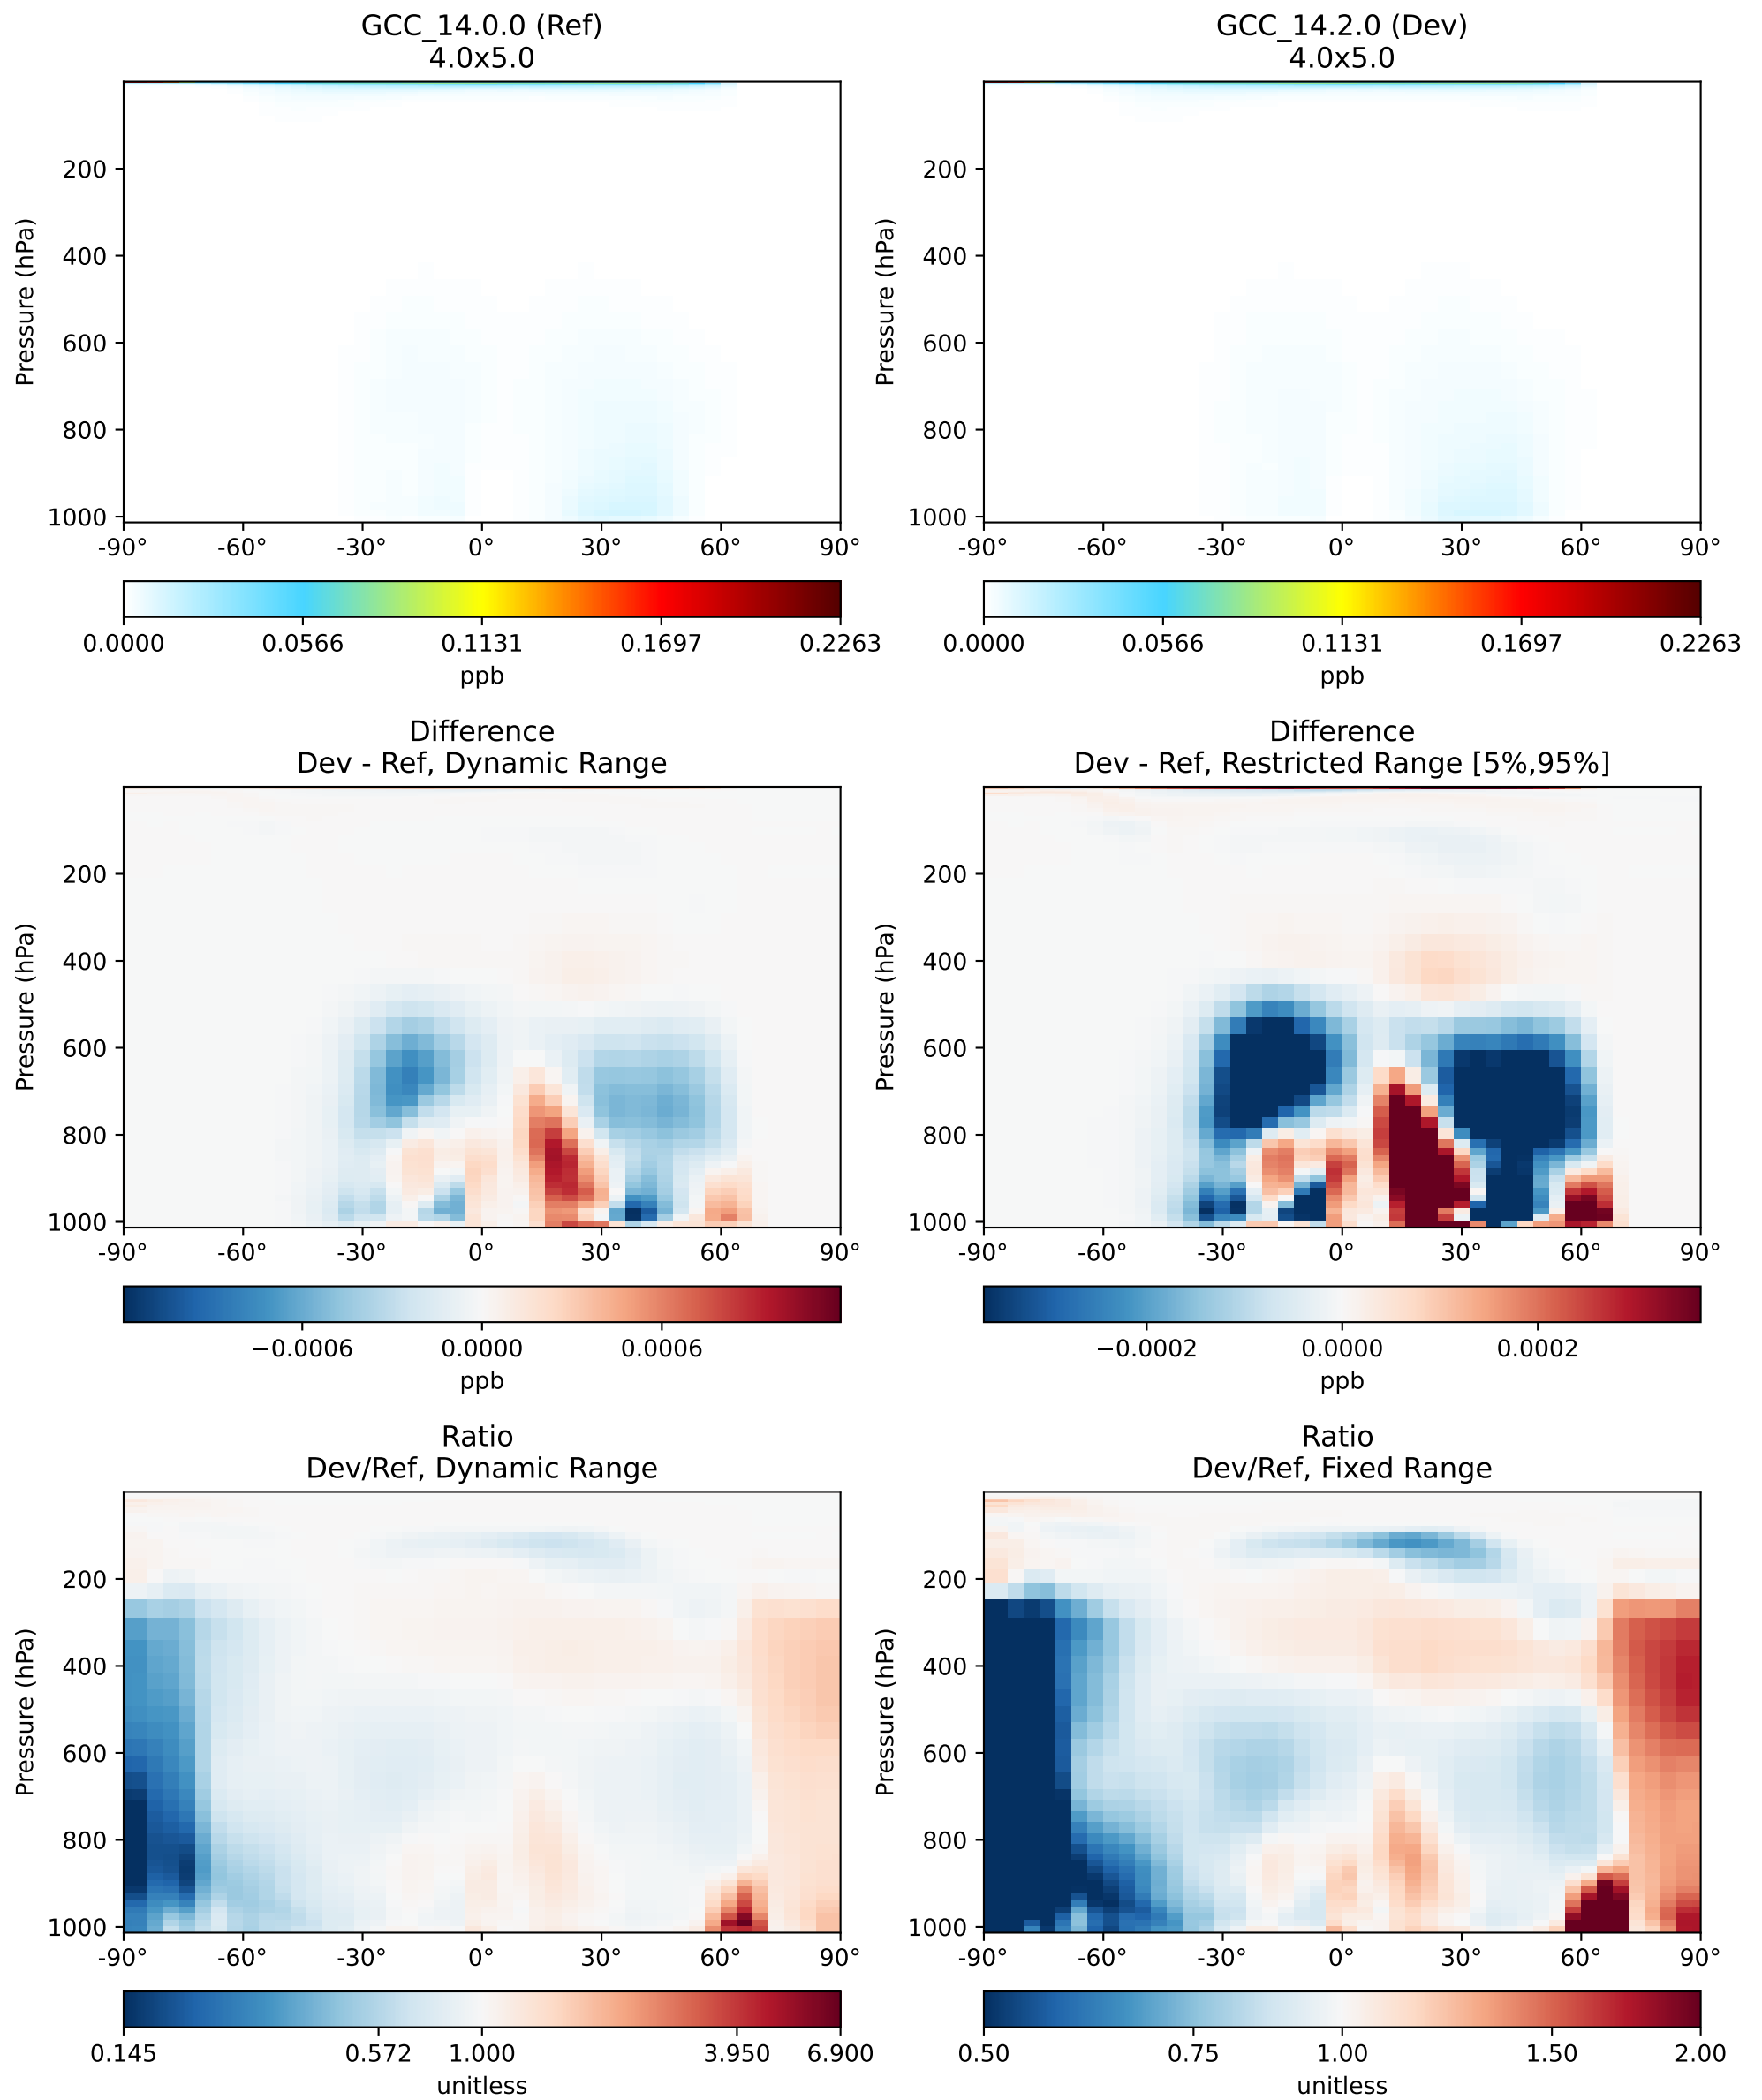 GCC_14.0.0 (Ref)
4.0x5.0
GCC_14.2.0 (Dev)
4.0x5.0
Pressure (hPa)
200
400
600
800
1000
-90° -60° -30° 0° 30° 60° 90°
0.0000 0.0566 0.1131 0.1697 0.2263
ppb
Pressure (hPa)
200
400
600
800
1000
-90° -60° -30° 0° 30° 60° 90°
0.0000 0.0566 0.1131 0.1697 0.2263
ppb
Difference
Dev - Ref, Dynamic Range
Pressure (hPa)
200
400
600
800
1000
-90° -60° -30° 0° 30° 60° 90°
−0.0006 0.0000 0.0006
ppb
Difference
Dev - Ref, Restricted Range [5%,95%]
Pressure (hPa)
200
400
600
800
1000
-90° -60° -30° 0° 30° 60° 90°
−0.0002 0.0000 0.0002
ppb
Ratio
Dev/Ref, Dynamic Range
Pressure (hPa)
200
400
600
800
1000
-90° -60° -30° 0° 30° 60° 90°
0.145 0.572 1.000 3.950 6.900
unitless
Ratio
Dev/Ref, Fixed Range
Pressure (hPa)
200
400
600
800
1000
-90° -60° -30° 0° 30° 60° 90°
0.50 0.75 1.00 1.50 2.00
unitless